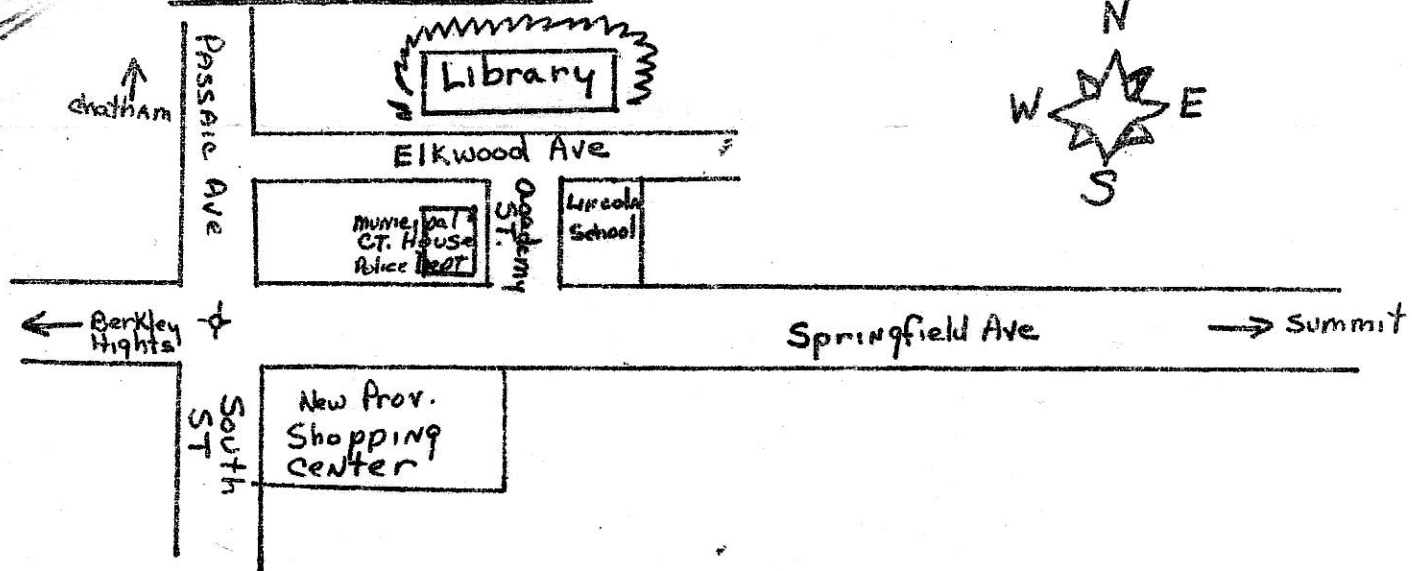 N
W E
S
Library
PASSAIC AVE
Chatham
Elkwood Ave
Municipal
CT. House
Police Dept
Academy
ST.
Lincoln
School
Berkley
Hights
Springfield Ave
Summit
South
ST
New Prov.
Shopping
Center